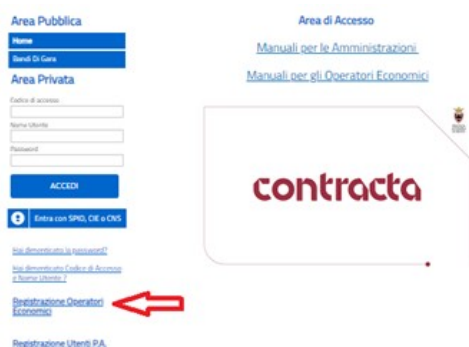 Area Pubblica
Home
Bandi Di Gara
Area Privata
Codice di accesso
Nome Utente
Password
ACCEDI
Entra con SPID, CIE o CNS
Hai dimenticato la password?
Hai dimenticato Codice di Accesso
e Nome Utente ?
Registrazione Operatori
Economici
Registrazione Utenti P.A.
Area di Accesso
Manuali per le Amministrazioni
Manuali per gli Operatori Economici
contracta